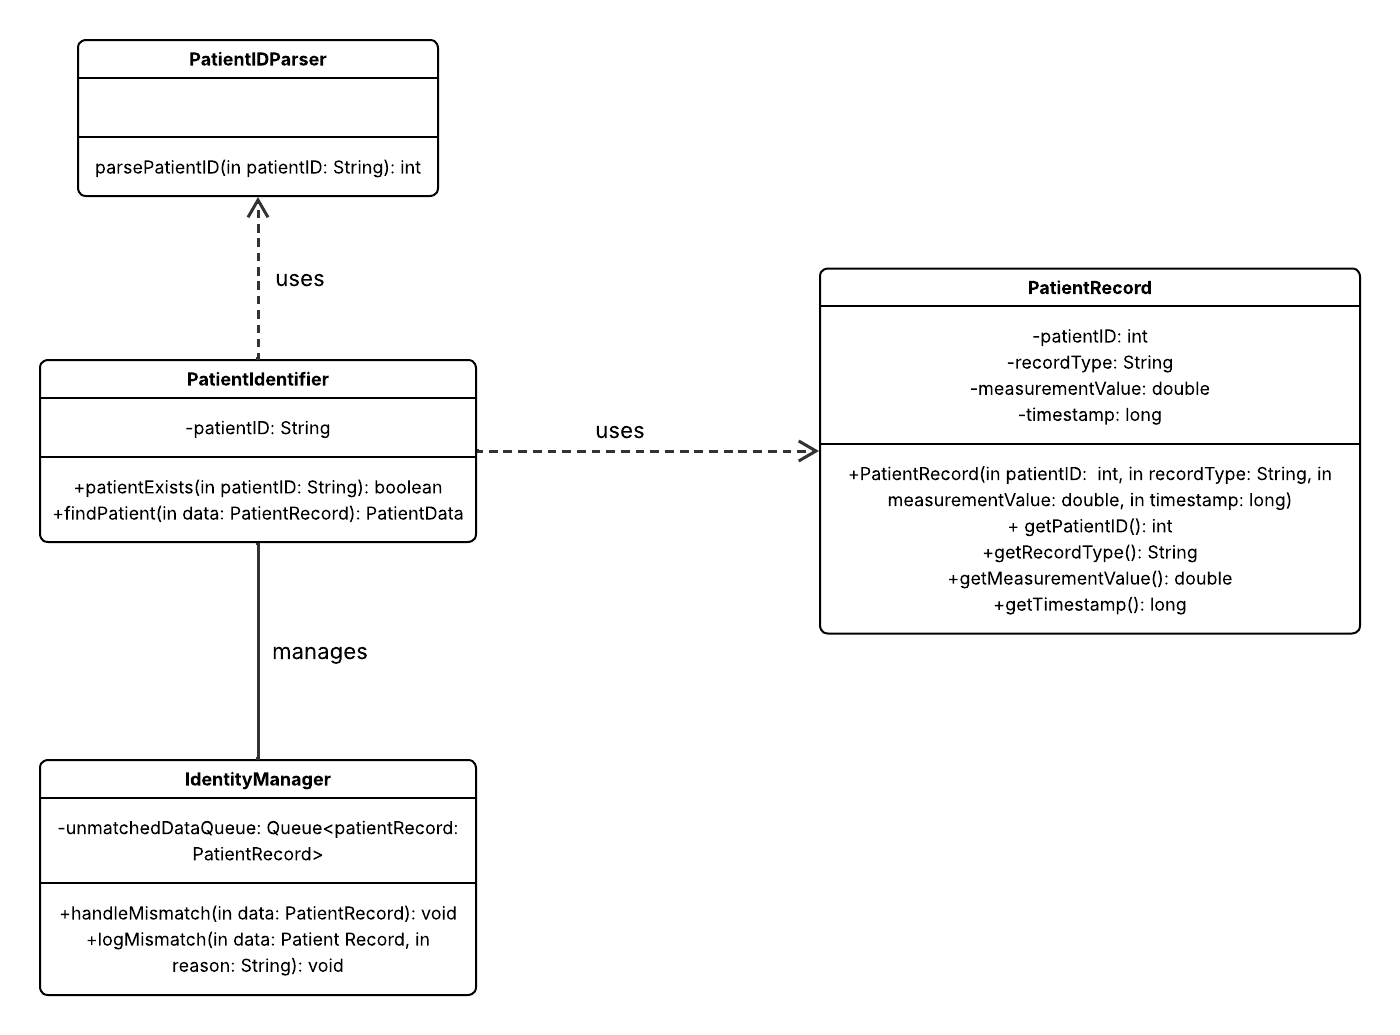 PatientIDParser
parsePatientID(in patientID: String): int
uses
PatientIdentifier
-patientID: String
+patientExists(in patientID: String): boolean
+findPatient(in data: PatientRecord): PatientData
uses
PatientRecord
-patientID: int
-recordType: String
-measurementValue: double
-timestamp: long
+PatientRecord(in patientID:  int, in recordType: String, in
measurementValue: double, in timestamp: long)
+ getPatientID(): int
+getRecordType(): String
+getMeasurementValue(): double
+getTimestamp(): long
manages
IdentityManager
-unmatchedDataQueue: Queue<patientRecord:
PatientRecord>
+handleMismatch(in data: PatientRecord): void
+logMismatch(in data: Patient Record, in
reason: String): void